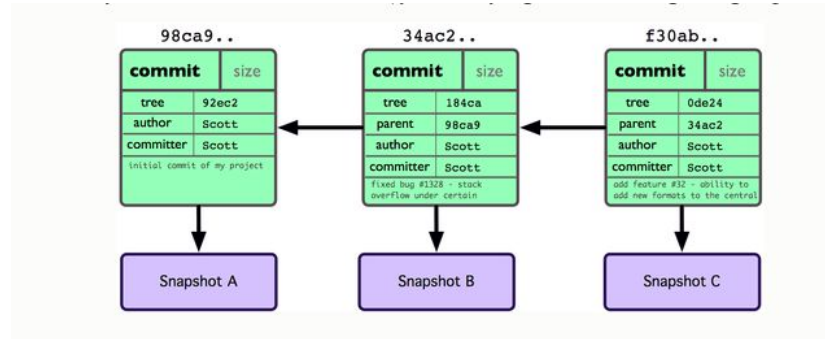 98ca9..
34ac2..
f30ab..
commit size
tree 92ec2
author Scott
committer Scott
initial commit of my project
commit size
tree 184ca
parent 98ca9
author Scott
committer Scott
fixed bug #1328 - stack
overflow under certain
commit size
tree 0de24
parent 34ac2
author Scott
committer Scott
add feature #32 - ability to
add new formats to the central
Snapshot A
Snapshot B
Snapshot C